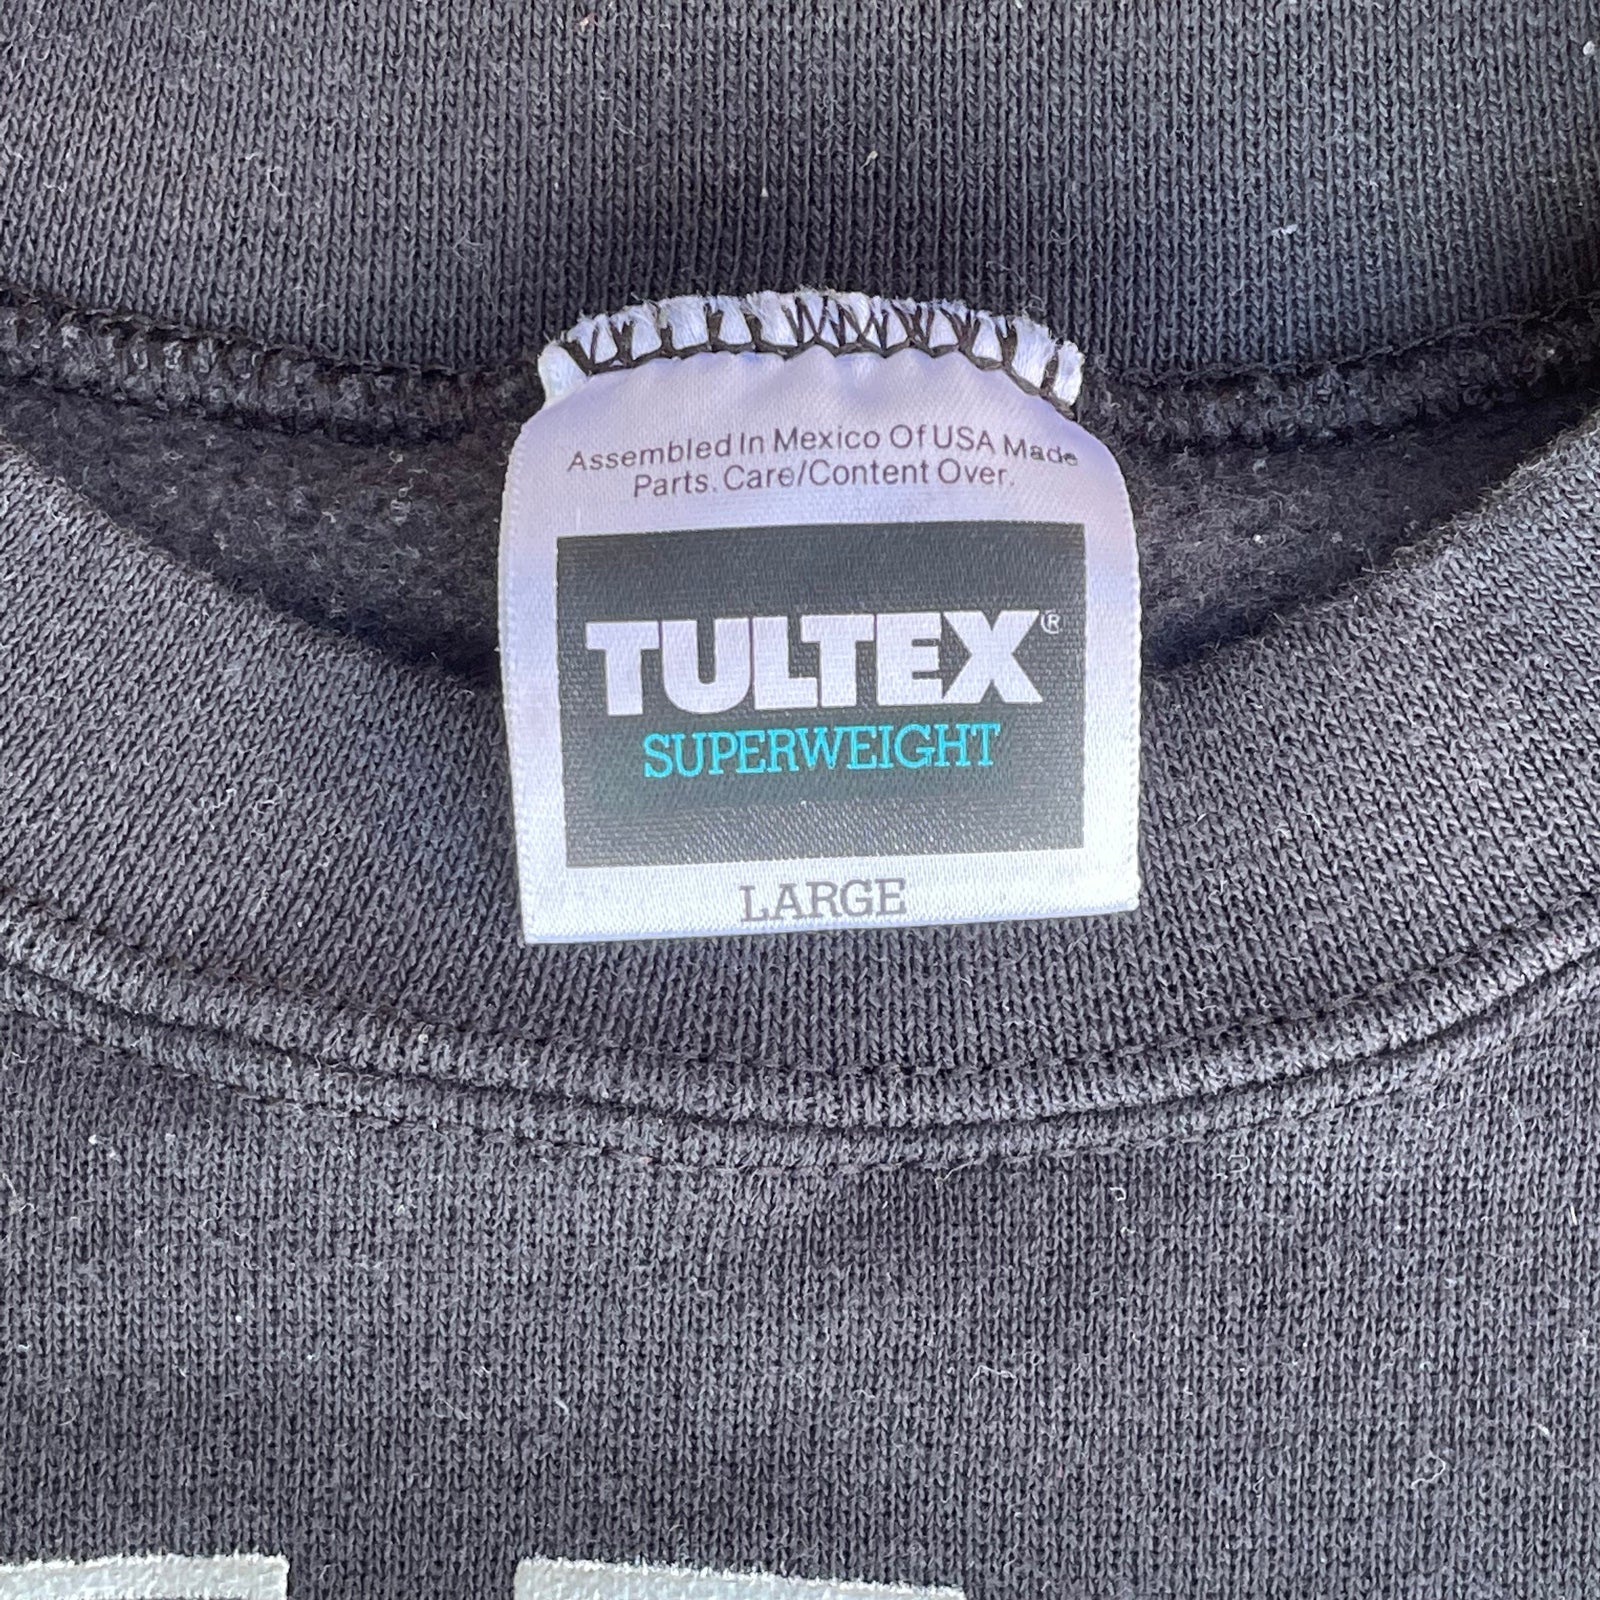 Assembled In Mexico Of USA Made
Parts. Care/Content Over.
TULTEX®
SUPERWEIGHT
LARGE